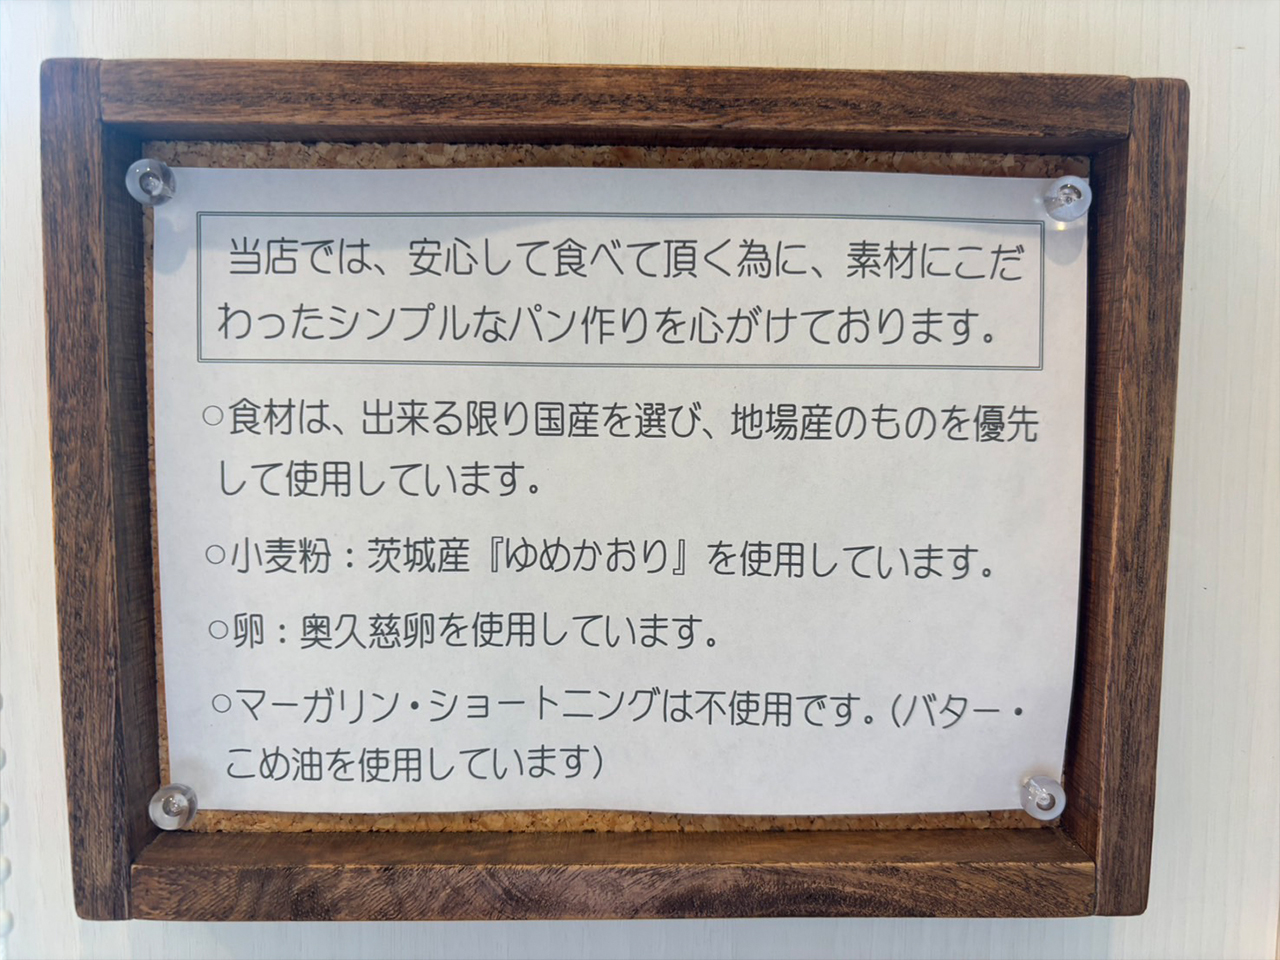 当店では、安心して食べて頂く為に、素材にこだ
わったシンプルなパン作りを心がけております。
○食材は、出来る限り国産を選び、地場産のものを優先
して使用しています。
○小麦粉：茨城産『ゆめかおり』を使用しています。
○卵：奥久慈卵を使用しています。
○マーガリン・ショートニングは不使用です。（バター・
こめ油を使用しています）